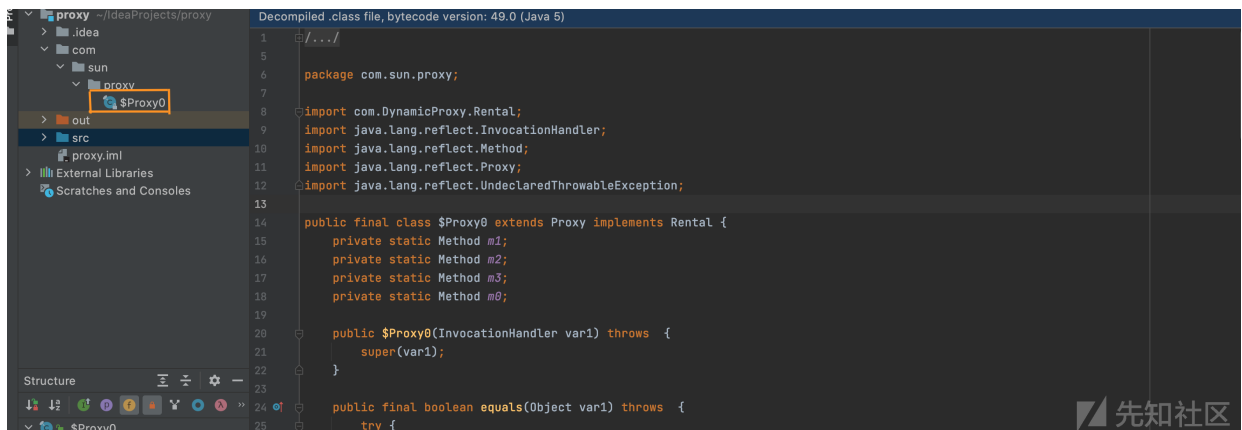 proxy ~/IdeaProjects/proxy
.idea
com
sun
proxy
$Proxy0
out
src
proxy.iml
External Libraries
Scratches and Consoles
Structure
$Proxy0
Decompiled .class file, bytecode version: 49.0 (Java 5)
1 /.../
5
6 package com.sun.proxy;
7
8 import com.DynamicProxy.Rental;
9 import java.lang.reflect.InvocationHandler;
10 import java.lang.reflect.Method;
11 import java.lang.reflect.Proxy;
12 import java.lang.reflect.UndeclaredThrowableException;
13
14 public final class $Proxy0 extends Proxy implements Rental {
15 private static Method m1;
16 private static Method m2;
17 private static Method m3;
18 private static Method m0;
19
20 public $Proxy0(InvocationHandler var1) throws  {
21 super(var1);
22 }
23
24 public final boolean equals(Object var1) throws  {
25 try {
先知社区